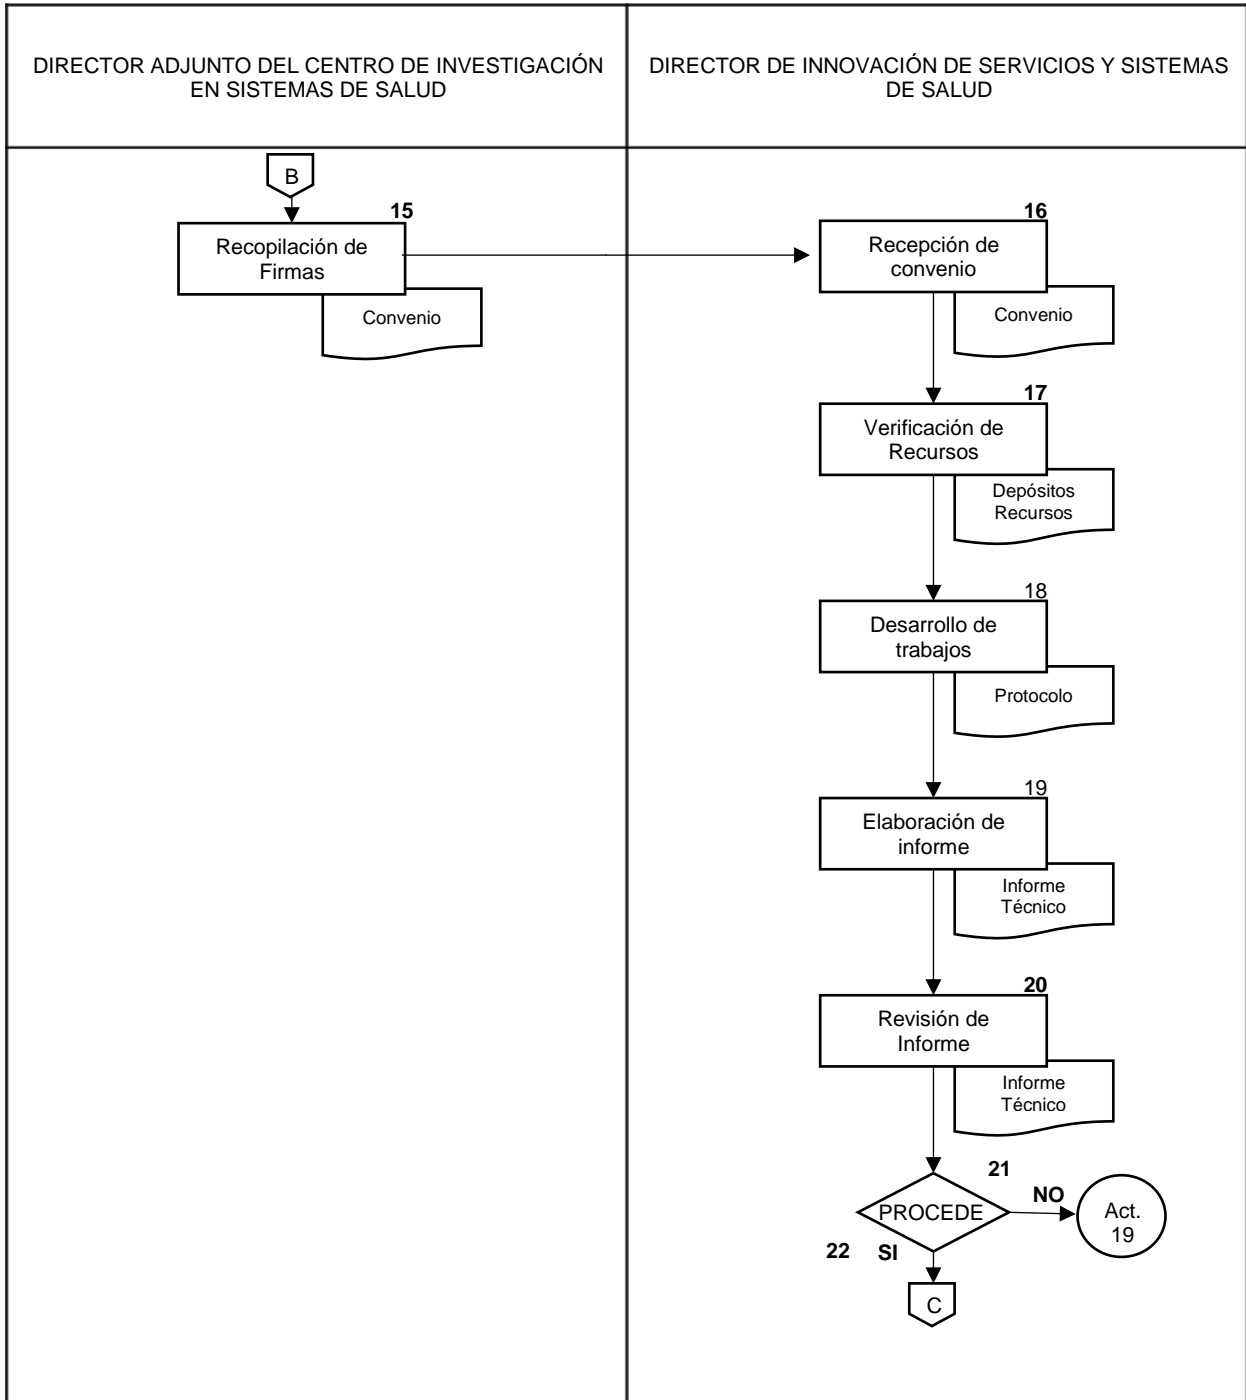 DIRECTOR ADJUNTO DEL CENTRO DE INVESTIGACIÓN
EN SISTEMAS DE SALUD
DIRECTOR DE INNOVACIÓN DE SERVICIOS Y SISTEMAS
DE SALUD
B
15
Recopilación de
Firmas
Convenio
16
Recepción de
convenio
Convenio
17
Verificación de
Recursos
Depósitos
Recursos
18
Desarrollo de
trabajos
Protocolo
19
Elaboración de
informe
Informe
Técnico
20
Revisión de
Informe
Informe
Técnico
21
PROCEDE
NO
Act.
19
22 SI
C